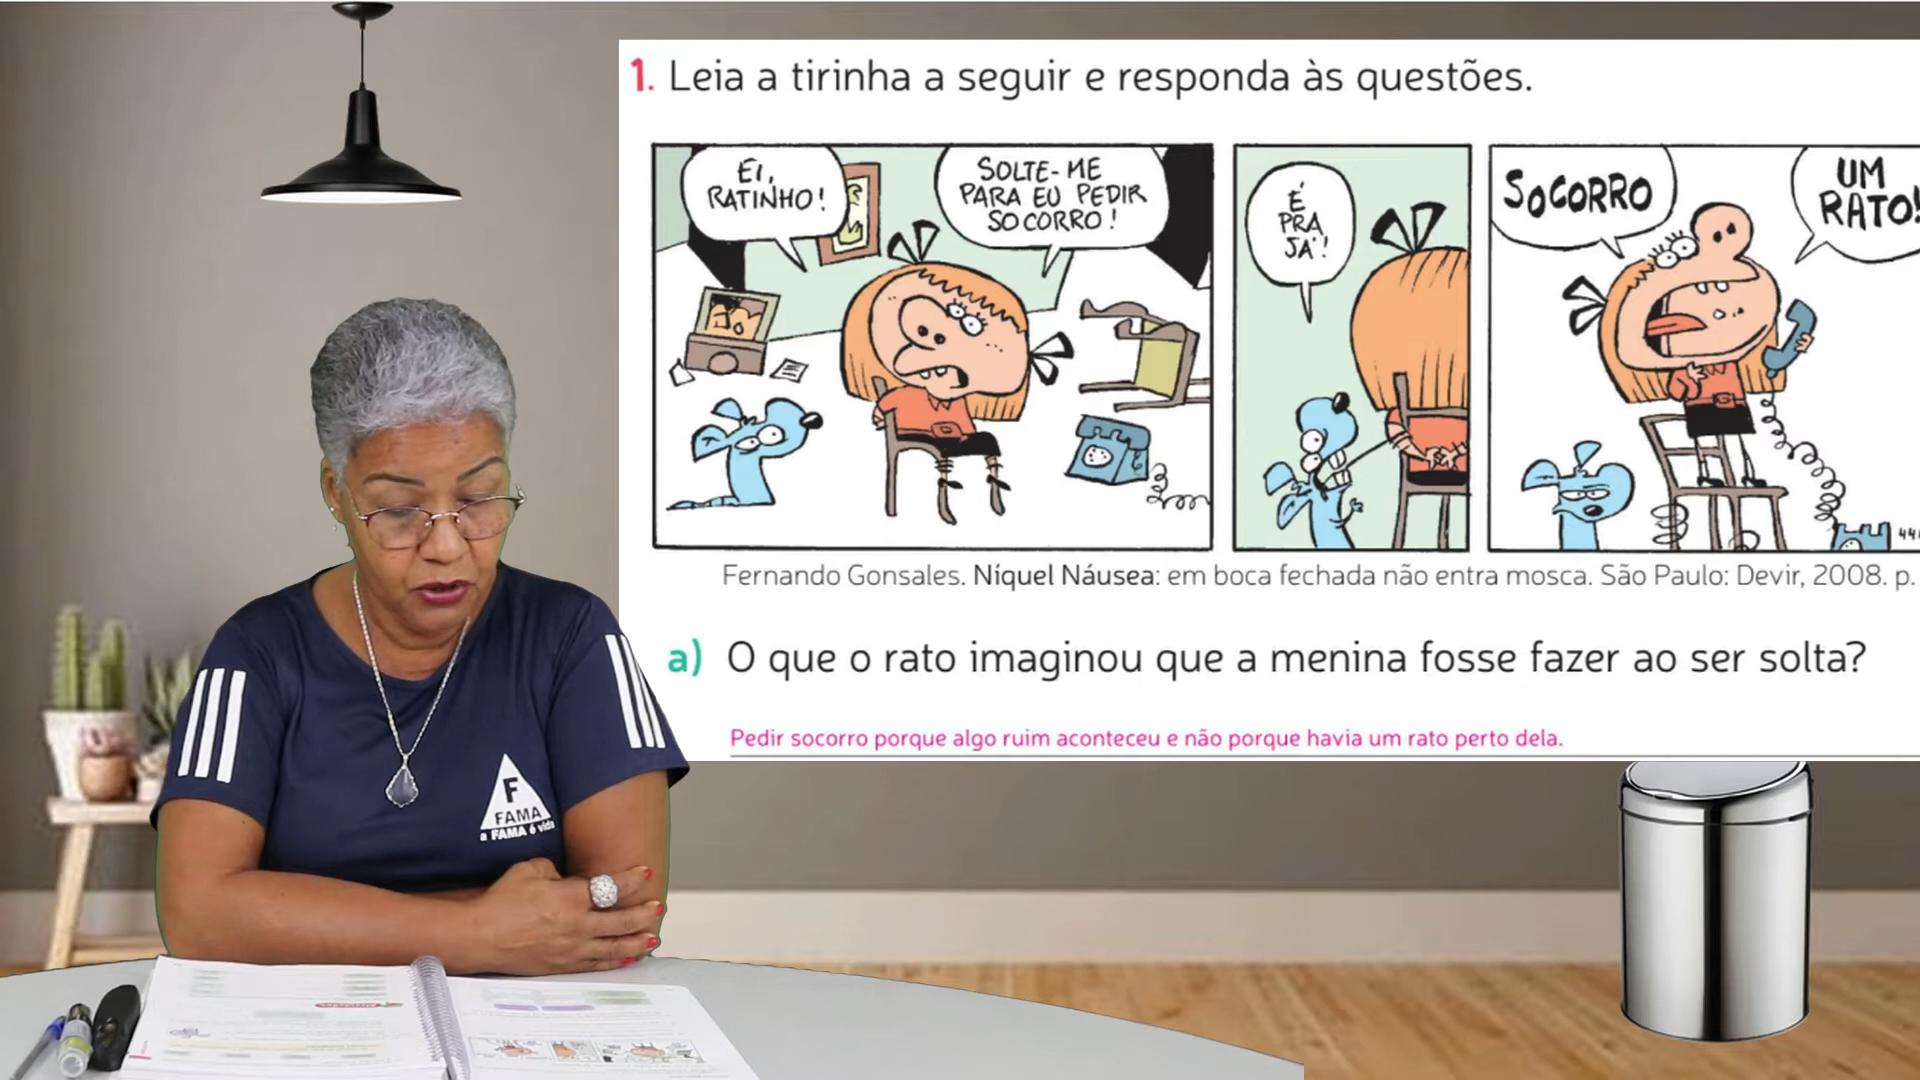 1. Leia a tirinha a seguir e responda às questões.
EI,
RATINHO!
SOLTE-ME
PARA EU PEDIR
SOCORRO!
É
PRA
JÁ!
SOCORRO
UM
RATO!
Fernando Gonsales. Níquel Náusea: em boca fechada não entra mosca. São Paulo: Devir, 2008. p.
a) O que o rato imaginou que a menina fosse fazer ao ser solta?
Pedir socorro porque algo ruim aconteceu e não porque havia um rato perto dela.
F
FAMA
a FAMA é vida